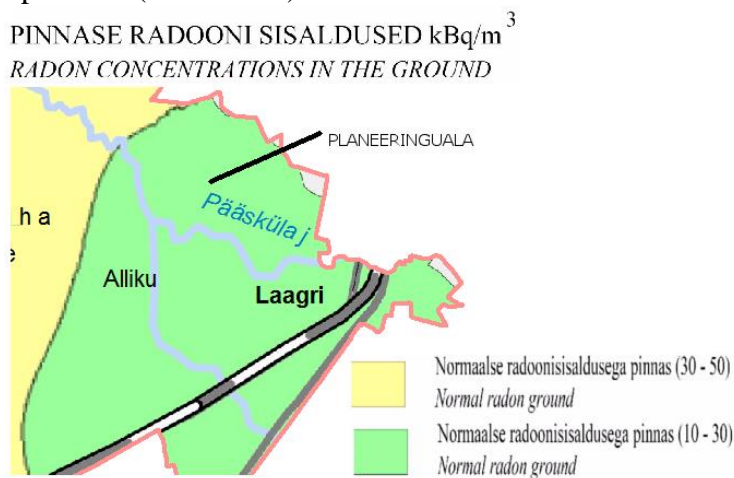 PINNASE RADOONI SISALDUSED kBq/m³
RADON CONCENTRATIONS IN THE GROUND
PLANEERINGUALA
h a
Pääsküla j
e
Alliku
Laagri
Normaalse radoonisisaldusega pinnas (30 - 50)
Normal radon ground
Normaalse radoonisisaldusega pinnas (10 - 30)
Normal radon ground